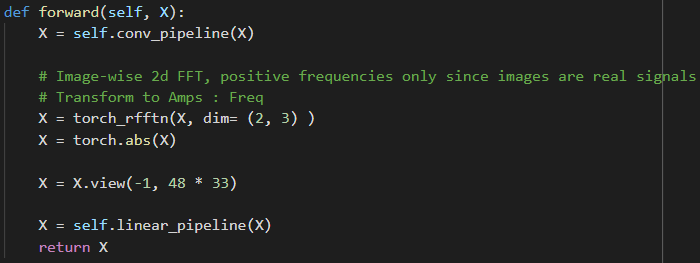 def forward(self, X):
X = self.conv_pipeline(X)
# Image-wise 2d FFT, positive frequencies only since images are real signals
# Transform to Amps : Freq
X = torch_rfftn(X, dim= (2, 3) )
X = torch.abs(X)
X = X.view(-1, 48 * 33)
X = self.linear_pipeline(X)
return X